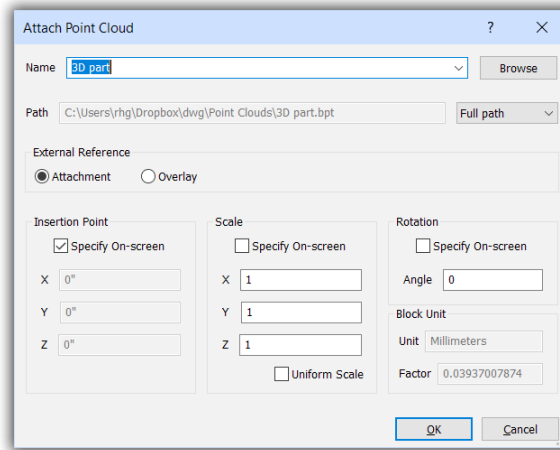 Attach Point Cloud ?
Name 3D part Browse
Path C:\Users\rhg\Dropbox\dwg\Point Clouds\3D part.bpt Full path
External Reference
Attachment Overlay
Insertion Point Scale Rotation
Specify On-screen Specify On-screen Specify On-screen
X 0" X 1 Angle 0
Y 0" Y 1 Block Unit
Z 0" Z 1 Unit Millimeters
Uniform Scale Factor 0.03937007874
OK Cancel